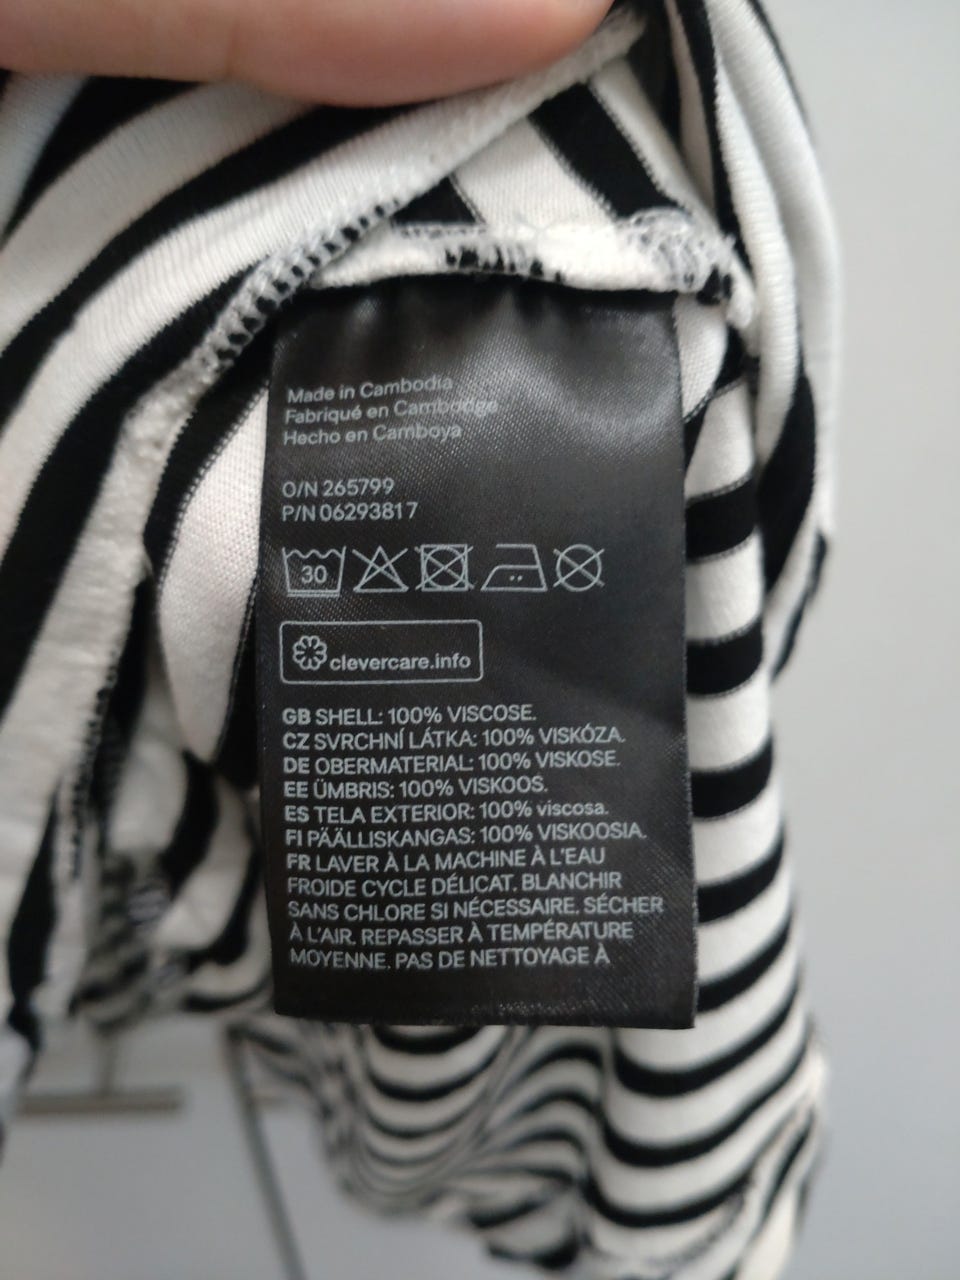 Made in Cambodia
Fabriqué en Cambodge
Hecho en Camboya
O/N 265799
P/N 06293817
30
clevercare.info
GB SHELL: 100% VISCOSE.
CZ SVRCHNÍ LÁTKA: 100% VISKÓZA.
DE OBERMATERIAL: 100% VISKOSE.
EE ÜMBRIS: 100% VISKOOS.
ES TELA EXTERIOR: 100% viscosa.
FI PÄÄLLISKANGAS: 100% VISKOOSIA.
FR LAVER À LA MACHINE À L'EAU
FROIDE CYCLE DÉLICAT. BLANCHIR
SANS CHLORE SI NÉCESSAIRE. SÉCHER
À L'AIR. REPASSER À TEMPÉRATURE
MOYENNE. PAS DE NETTOYAGE À